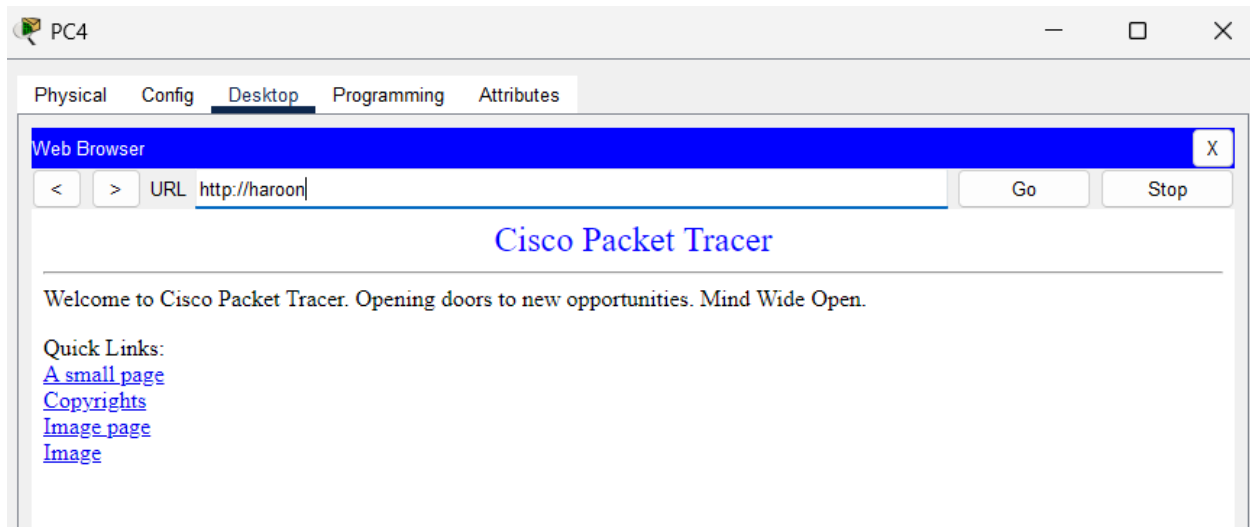 PC4
Physical Config Desktop Programming Attributes
Web Browser X
< > URL http://haroon Go Stop
Cisco Packet Tracer
Welcome to Cisco Packet Tracer. Opening doors to new opportunities. Mind Wide Open.
Quick Links:
A small page
Copyrights
Image page
Image